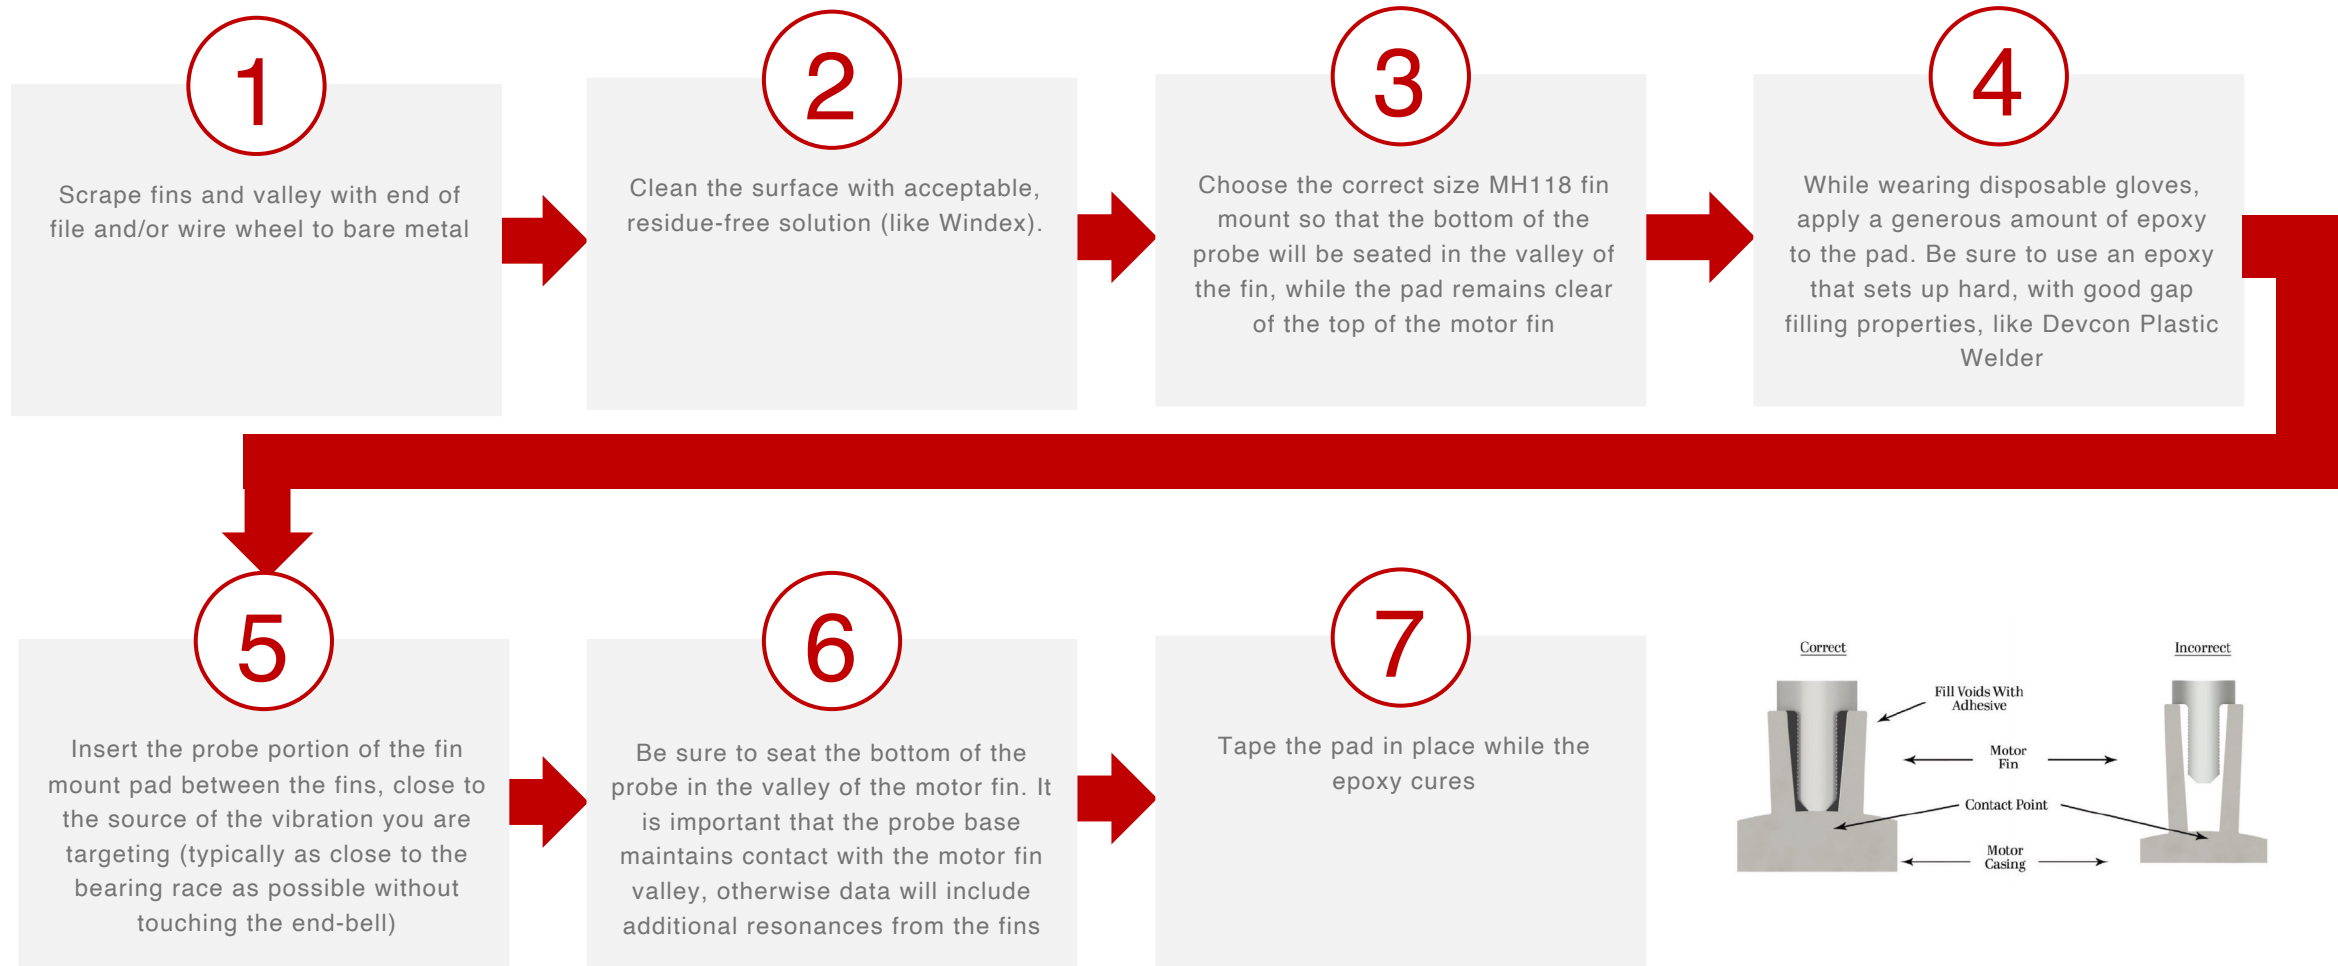 1
Scrape fins and valley with end of
file and/or wire wheel to bare metal
2
Clean the surface with acceptable,
residue-free solution (like Windex).
3
Choose the correct size MH118 fin
mount so that the bottom of the
probe will be seated in the valley of
the fin, while the pad remains clear
of the top of the motor fin
4
While wearing disposable gloves,
apply a generous amount of epoxy
to the pad. Be sure to use an epoxy
that sets up hard, with good gap
filling properties, like Devcon Plastic
Welder
5
Insert the probe portion of the fin
mount pad between the fins, close to
the source of the vibration you are
targeting (typically as close to the
bearing race as possible without
touching the end-bell)
6
Be sure to seat the bottom of the
probe in the valley of the motor fin. It
is important that the probe base
maintains contact with the motor fin
valley, otherwise data will include
additional resonances from the fins
7
Tape the pad in place while the
epoxy cures
Correct
Incorrect
Fill Voids With
Adhesive
Motor
Fin
Contact Point
Motor
Casing